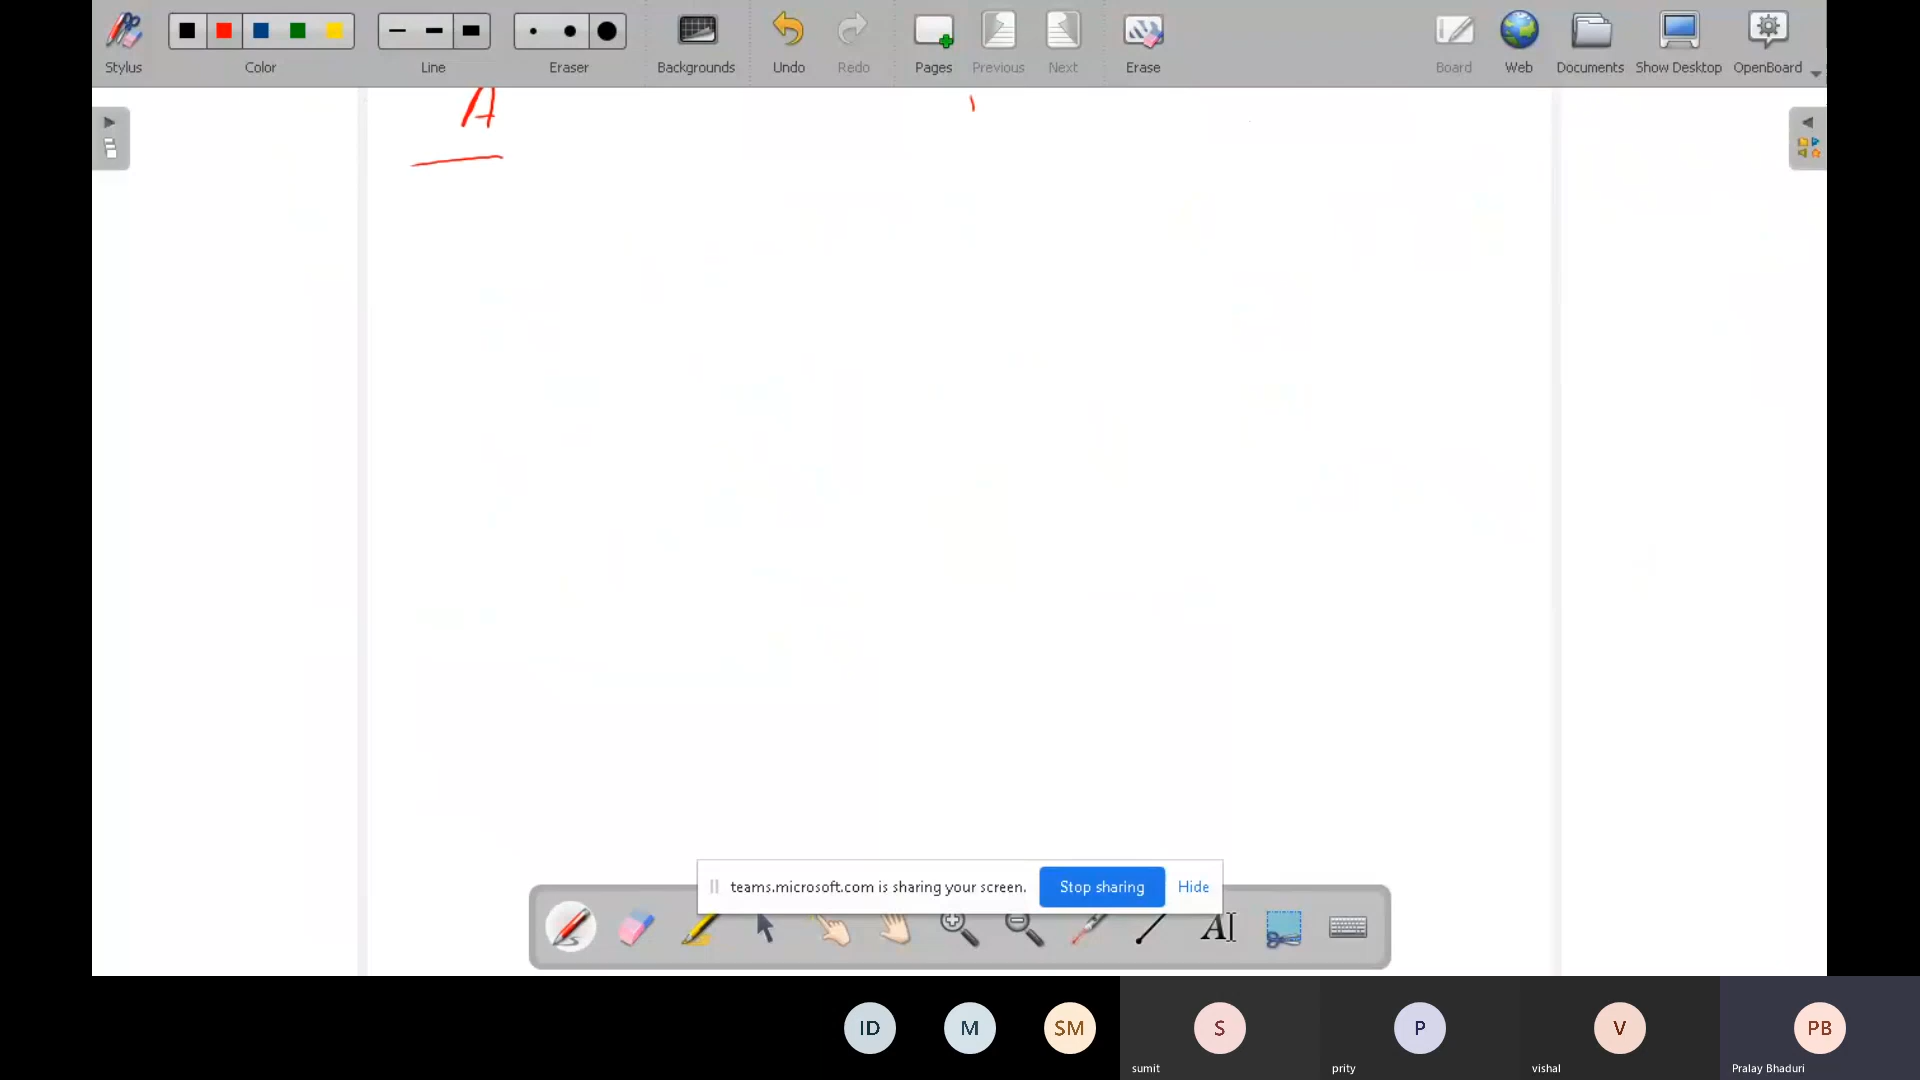 Stylus Color Line Eraser Backgrounds Undo Redo Pages Previous Next Erase Board Web Documents Show Desktop OpenBoard
A
teams.microsoft.com is sharing your screen. Stop sharing Hide
A
ID M SM S P V PB
sumit prity vishal Pralay Bhaduri